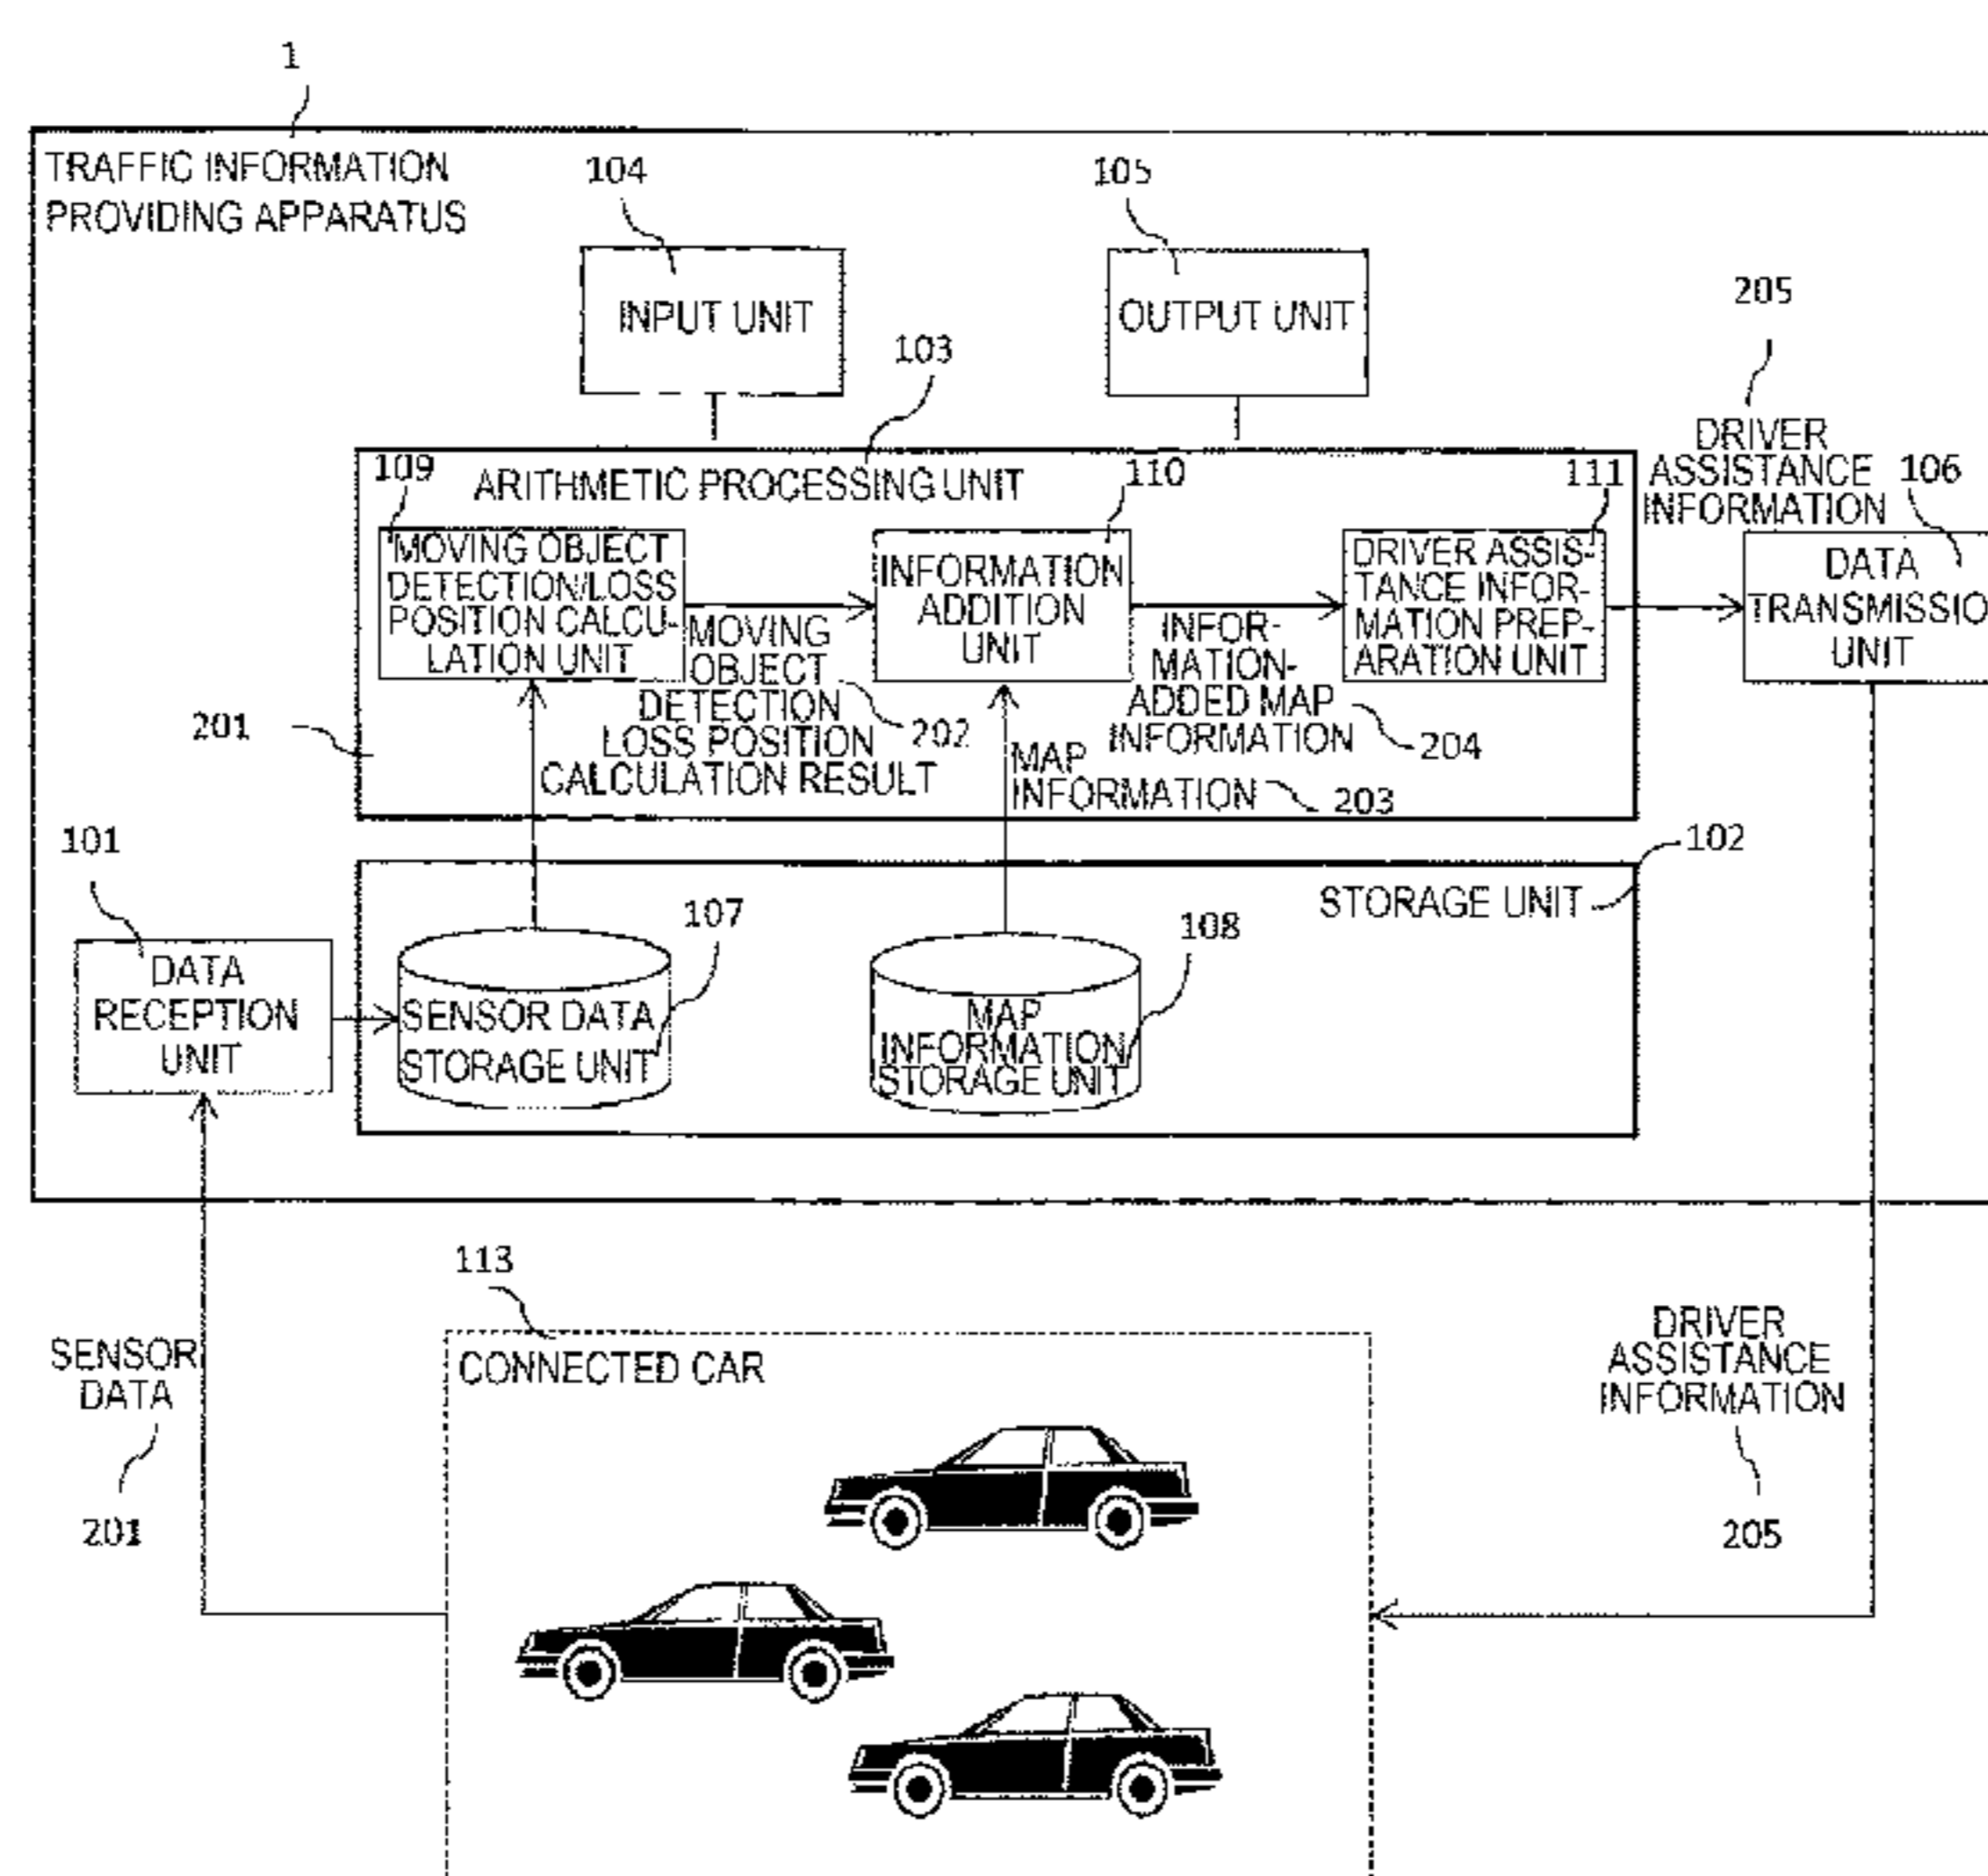 1
TRAFFIC INFORMATION
PROVIDING APPARATUS
104
INPUT UNIT
105
OUTPUT UNIT
103
ARITHMETIC PROCESSING UNIT
109
MOVING OBJECT
DETECTION/LOSS
POSITION CALCU-
LATION UNIT
MOVING
OBJECT
DETECTION
LOSS POSITION
CALCULATION RESULT
202
110
INFORMATION
ADDITION
UNIT
INFOR-
MATION-
ADDED MAP
INFORMATION
204
111
DRIVER ASSIS-
TANCE INFOR-
MATION PREP-
ARATION UNIT
205
DRIVER
ASSISTANCE
INFORMATION
106
DATA
TRANSMISSIO
UNIT
201
MAP
INFORMATION
203
102
STORAGE UNIT
101
DATA
RECEPTION
UNIT
107
SENSOR DATA
STORAGE UNIT
108
MAP
INFORMATION
STORAGE UNIT
113
CONNECTED CAR
SENSOR
DATA
201
DRIVER
ASSISTANCE
INFORMATION
205